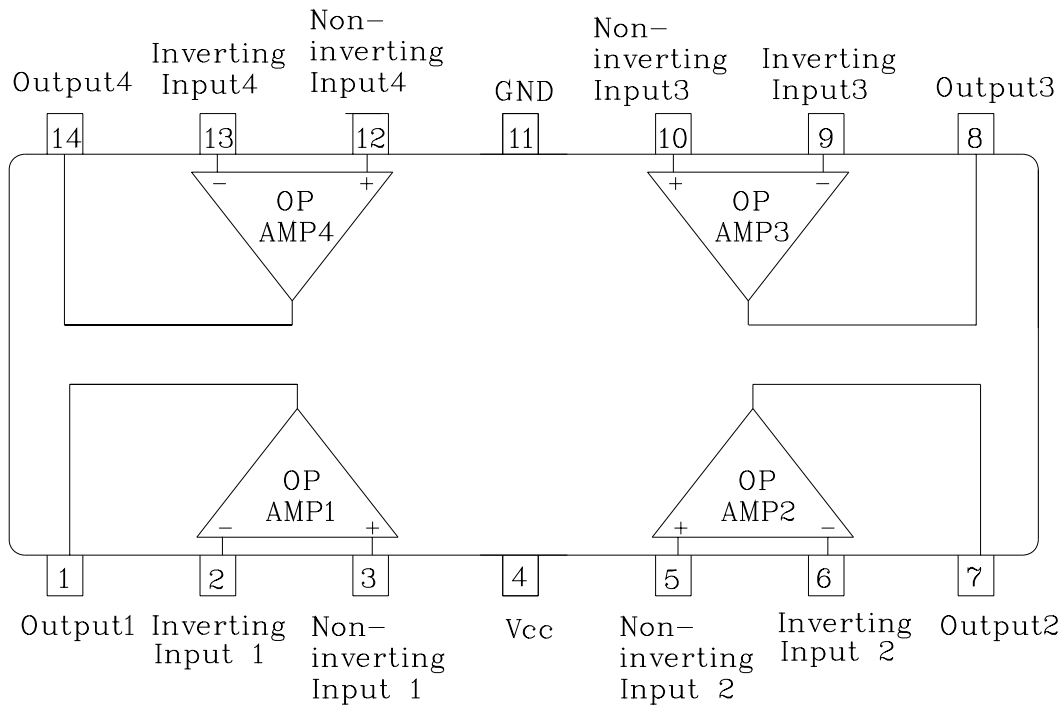 Output4
Inverting
Input4
Non-
inverting
Input4
GND
Non-
inverting
Input3
Inverting
Input3
Output3
14
13
12
11
10
9
8
- +
OP
AMP4
+ -
OP
AMP3
OP
AMP1
- +
OP
AMP2
+ -
1
2
3
4
5
6
7
Output1
Inverting
Input 1
Non-
inverting
Input 1
Vcc
Non-
inverting
Input 2
Inverting
Input 2
Output2